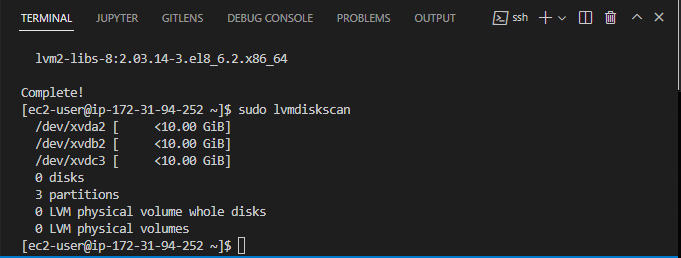 TERMINAL JUPYTER GITLENS DEBUG CONSOLE PROBLEMS OUTPUT ssh
lvm2-libs-8:2.03.14-3.el8_6.2.x86_64
Complete!
[ec2-user@ip-172-31-94-252 ~]$ sudo lvmdiskscan
/dev/xvda2 [     <10.00 GiB]
/dev/xvdb2 [     <10.00 GiB]
/dev/xvdc3 [     <10.00 GiB]
0 disks
3 partitions
0 LVM physical volume whole disks
0 LVM physical volumes
[ec2-user@ip-172-31-94-252 ~]$